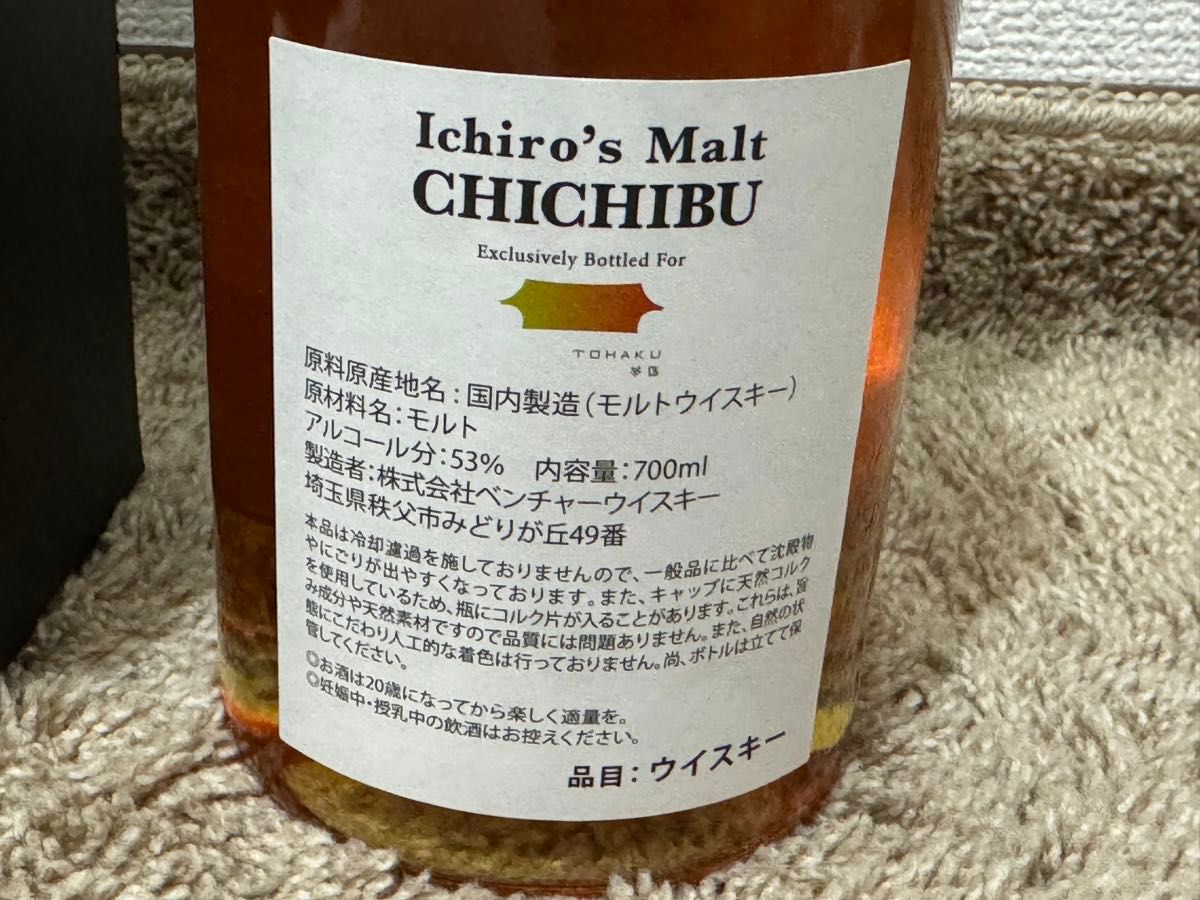 Ichiro's Malt
CHICHIBU
Exclusively Bottled For
TOHAKU
原料原産地名：国内製造（モルトウイスキー）
原材料名：モルト
アルコール分：53%　内容量：700ml
製造者：株式会社ベンチャーウイスキー
埼玉県秩父市みどりが丘49番
本品は冷却濾過を施しておりませんので、一般品に比べて沈殿物
やにごりが出やすくなっております。また、キャップに天然コルク
を使用しているため、瓶にコルク片が入ることがあります。これらは、旨
み成分や天然素材ですので品質には問題ありません。また、自然の状
態にこだわり人工的な着色は行っておりません。尚、ボトルは立てて保
管してください。
◎お酒は20歳になってから楽しく適量を。
◎妊娠中・授乳中の飲酒はお控えください。
品目：ウイスキー